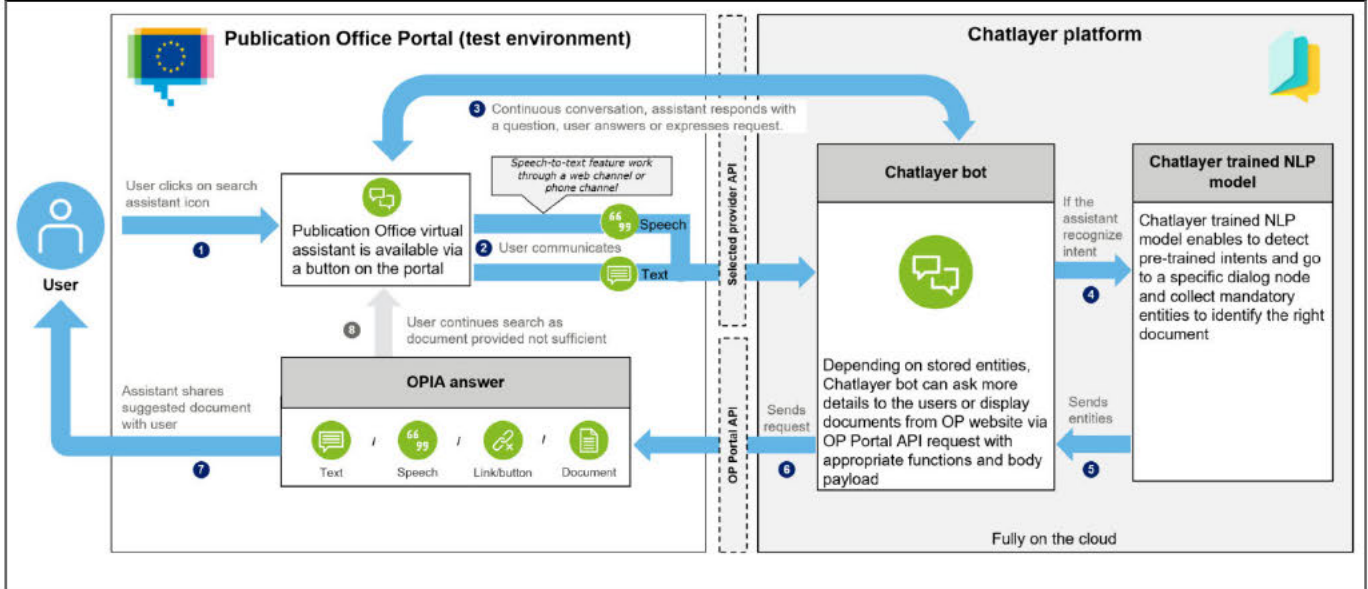 Publication Office Portal (test environment)
Chatlayer platform
3 Continuous conversation, assistant responds with
a question, user answers or expresses request.
Speech-to-text feature work
through a web channel or
phone channel
User clicks on search
assistant icon
1
User
Publication Office virtual
assistant is available via
a button on the portal
66
99
Speech
2 User communicates
Text
Selected provider API
Chatlayer bot
Depending on stored entities,
Chatlayer bot can ask more
details to the users or display
documents from OP website via
OP Portal API request with
appropriate functions and body
payload
If the
assistant
recognize
intent
4
Chatlayer trained NLP
model
Chatlayer trained NLP
model enables to detect
pre-trained intents and go
to a specific dialog node
and collect mandatory
entities to identify the right
document
Sends
entities
5
Sends
request
6
OP Portal API
8
User continues search as
document provided not sufficient
OPIA answer
66
99
Text / Speech / Link/button / Document
Assistant shares
suggested document
with user
7
Fully on the cloud